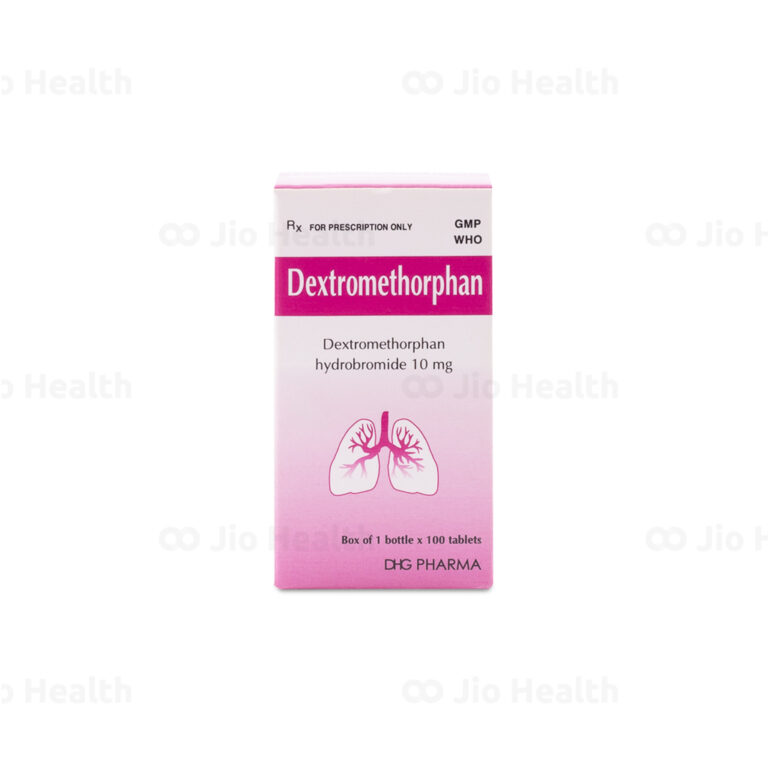 Jio Health
Jio Health
Rx FOR PRESCRIPTION ONLY
GMP
WHO
Jio Health
Jio Health
Dextromethorphan
Dextromethorphan
hydrobromide 10 mg
Jio Health
Jio Health
Box of 1 bottle x 100 tablets
Jio Health
Jio Health
DHG PHARMA
Jio Health
Jio Health